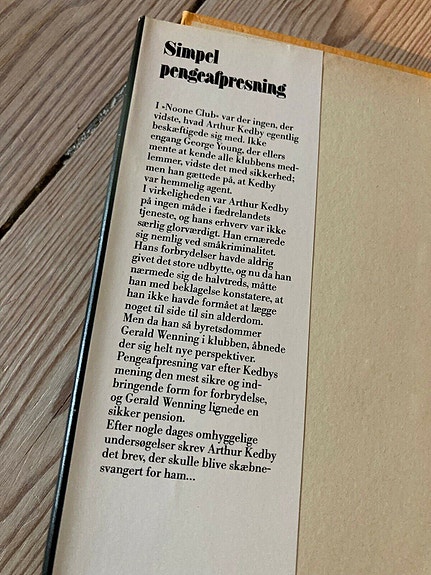 Simpel
pengeafpresning
I »Noone Club« var der ingen, der
vidste, hvad Arthur Kedby egentlig
beskæftigede sig med. Ikke
engang George Young, der ellers
mente at kende alle klubbens med-
lemmer, vidste det med sikkerhed;
men han gættede på, at Kedby
var hemmelig agent.
I virkeligheden var Arthur Kedby
på ingen måde i fædrelandets
tjeneste, og hans erhverv var ikke
særlig glorværdigt. Han ernærede
sig nemlig ved småkriminalitet.
Hans forbrydelser havde aldrig
givet det store udbytte, og nu da han
nærmede sig de halvtreds, måtte
han med beklagelse konstatere, at
han ikke havde formået at lægge
noget til side til sin alderdom.
Men da han så byretsdommer
Gerald Wenning i klubben, åbnede
der sig helt nye perspektiver.
Pengeafpresning var efter Kedbys
mening den mest sikre og ind-
bringende form for forbrydelse,
og Gerald Wenning lignede en
sikker pension.
Efter nogle dages omhyggelige
undersøgelser skrev Arthur Kedby
det brev, der skulle blive skæbne-
svangert for ham...